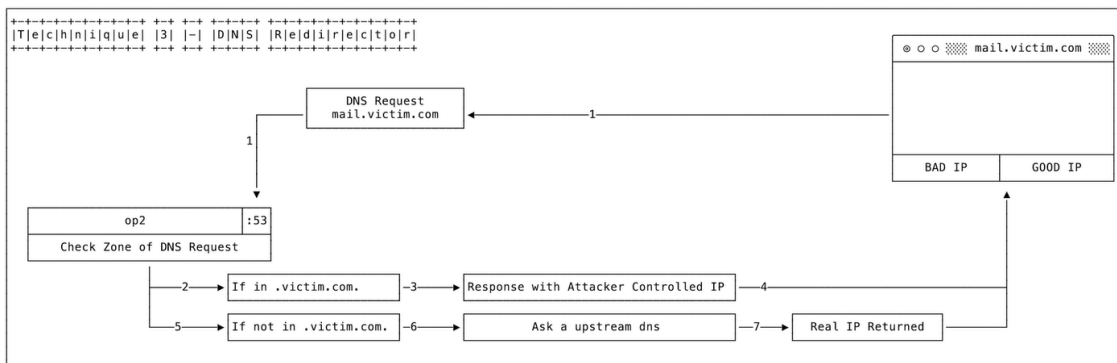 +-+-+-+-+-+-+-+-+-+ +-+ +-+ +-+-+-+ +-+-+-+-+-+-+-+-+-+-+
|T|e|c|h|n|i|q|u|e| |3| |-| |D|N|S| |R|e|d|i|r|e|c|t|o|r|
+-+-+-+-+-+-+-+-+-+ +-+ +-+ +-+-+-+ +-+-+-+-+-+-+-+-+-+-+
mail.victim.com
DNS Request
mail.victim.com
1
1
BAD IP GOOD IP
op2 :53
Check Zone of DNS Request
2 If in .victim.com. 3 Response with Attacker Controlled IP 4
5 If not in .victim.com. 6 Ask a upstream dns 7 Real IP Returned